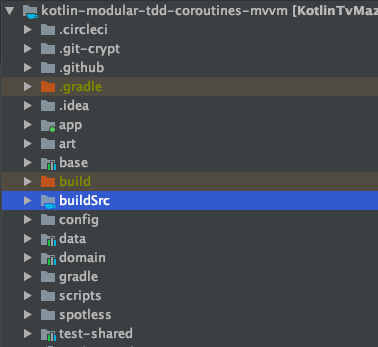 kotlin-modular-tdd-coroutines-mvvm [KotlinTvMaz
.circleci
.git-crypt
.github
.gradle
.idea
app
art
base
build
buildSrc
config
data
domain
gradle
scripts
spotless
test-shared